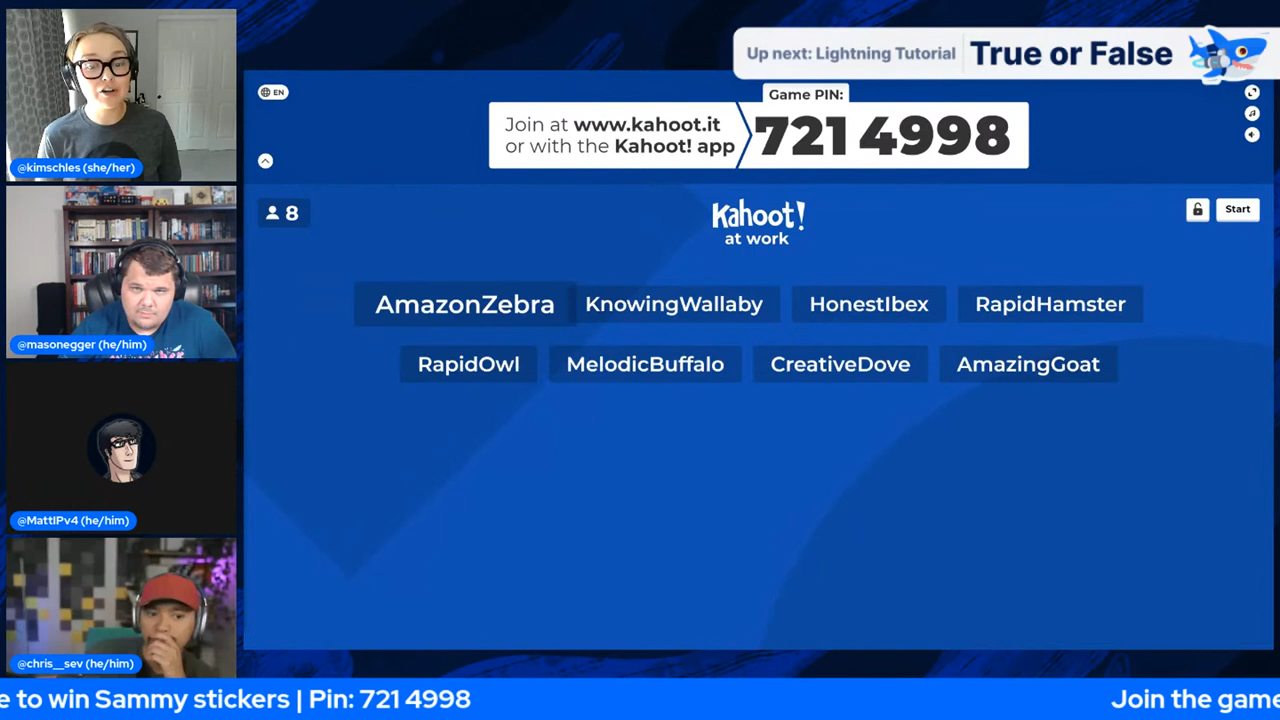 @kimschles (she/her)
@masonegger (he/him)
@MattIPv4 (he/him)
@chris__sev (he/him)
Up next: Lightning Tutorial
True or False
EN
Join at www.kahoot.it
or with the Kahoot! app
Game PIN:
721 4998
8
Kahoot!
at work
Start
AmazonZebra KnowingWallaby HonestIbex RapidHamster
RapidOwl MelodicBuffalo CreativeDove AmazingGoat
e to win Sammy stickers | Pin: 721 4998
Join the game